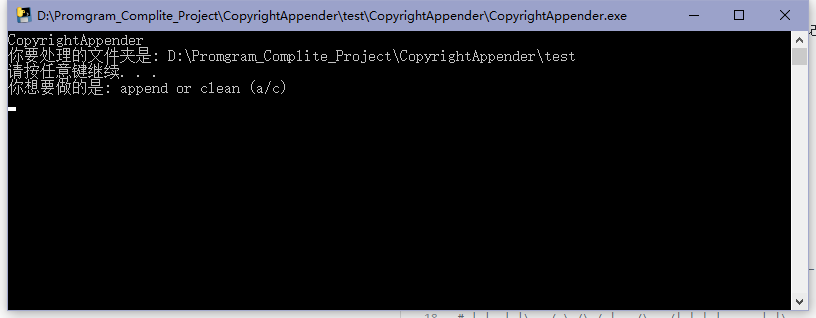 D:\Promgram_Complite_Project\CopyrightAppender\test\CopyrightAppender\CopyrightAppender.exe
CopyrightAppender
你要处理的文件夹是: D:\Promgram_Complite_Project\CopyrightAppender\test
请按任意键继续. . .
你想要做的是: append or clean (a/c)